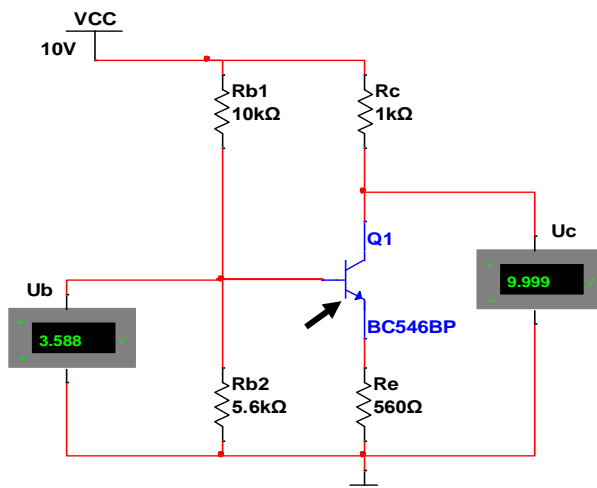 VCC
10V
Rb1
10kΩ
Rc
1kΩ
Q1
Uc
+
9.999
V
-
Ub
+
3.588
V
-
BC546BP
Rb2
5.6kΩ
Re
560Ω